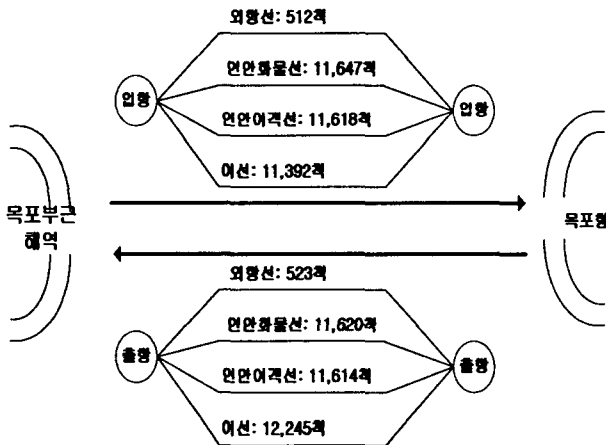 외항선: 512척
연안화물선: 11,647척
입항
입항
연안여객선: 11,618척
어선: 11,392척
목포부근
해역
목포항
외항선: 523척
연안화물선: 11,620척
출항
출항
연안여객선: 11,614척
어선: 12,245척